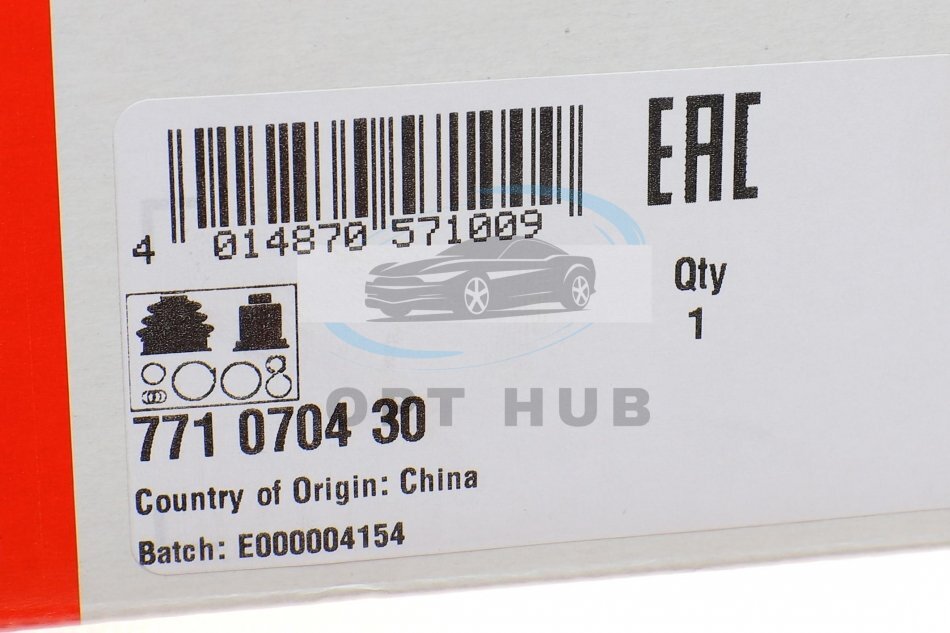 EAC
4 014870 571009
Qty
1
OPT HUB
771 0704 30
Country of Origin: China
Batch: E000004154